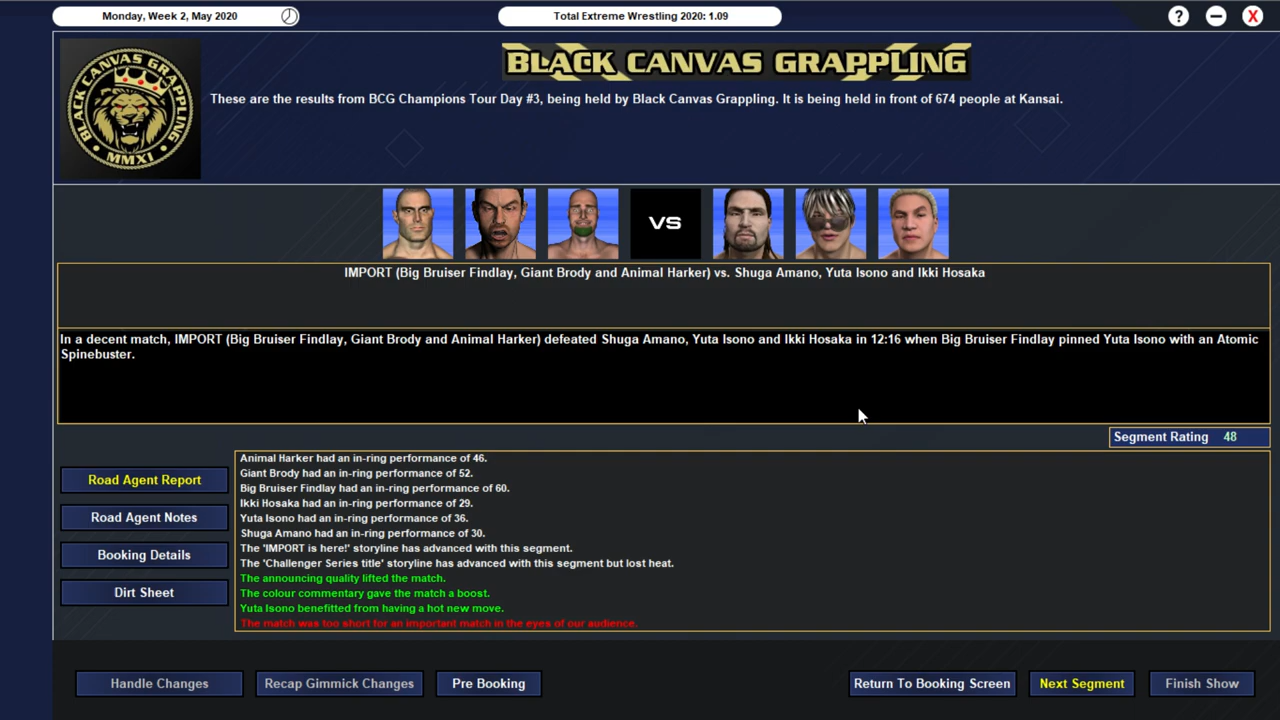 Monday, Week 2, May 2020
Total Extreme Wrestling 2020: 1.09
?
X
BLACK CANVAS GRAPPLING
MMXI
BLACK CANVAS GRAPPLING
These are the results from BCG Champions Tour Day #3, being held by Black Canvas Grappling. It is being held in front of 674 people at Kansai.
VS
IMPORT (Big Bruiser Findlay, Giant Brody and Animal Harker) vs. Shuga Amano, Yuta Isono and Ikki Hosaka
In a decent match, IMPORT (Big Bruiser Findlay, Giant Brody and Animal Harker) defeated Shuga Amano, Yuta Isono and Ikki Hosaka in 12:16 when Big Bruiser Findlay pinned Yuta Isono with an Atomic
Spinebuster.
Segment Rating 48
Road Agent Report
Road Agent Notes
Booking Details
Dirt Sheet
Animal Harker had an in-ring performance of 46.
Giant Brody had an in-ring performance of 52.
Big Bruiser Findlay had an in-ring performance of 60.
Ikki Hosaka had an in-ring performance of 29.
Yuta Isono had an in-ring performance of 36.
Shuga Amano had an in-ring performance of 30.
The 'IMPORT is here!' storyline has advanced with this segment.
The 'Challenger Series title' storyline has advanced with this segment but lost heat.
The announcing quality lifted the match.
The colour commentary gave the match a boost.
Yuta Isono benefitted from having a hot new move.
The match was too short for an important match in the eyes of our audience.
Handle Changes
Recap Gimmick Changes
Pre Booking
Return To Booking Screen
Next Segment
Finish Show